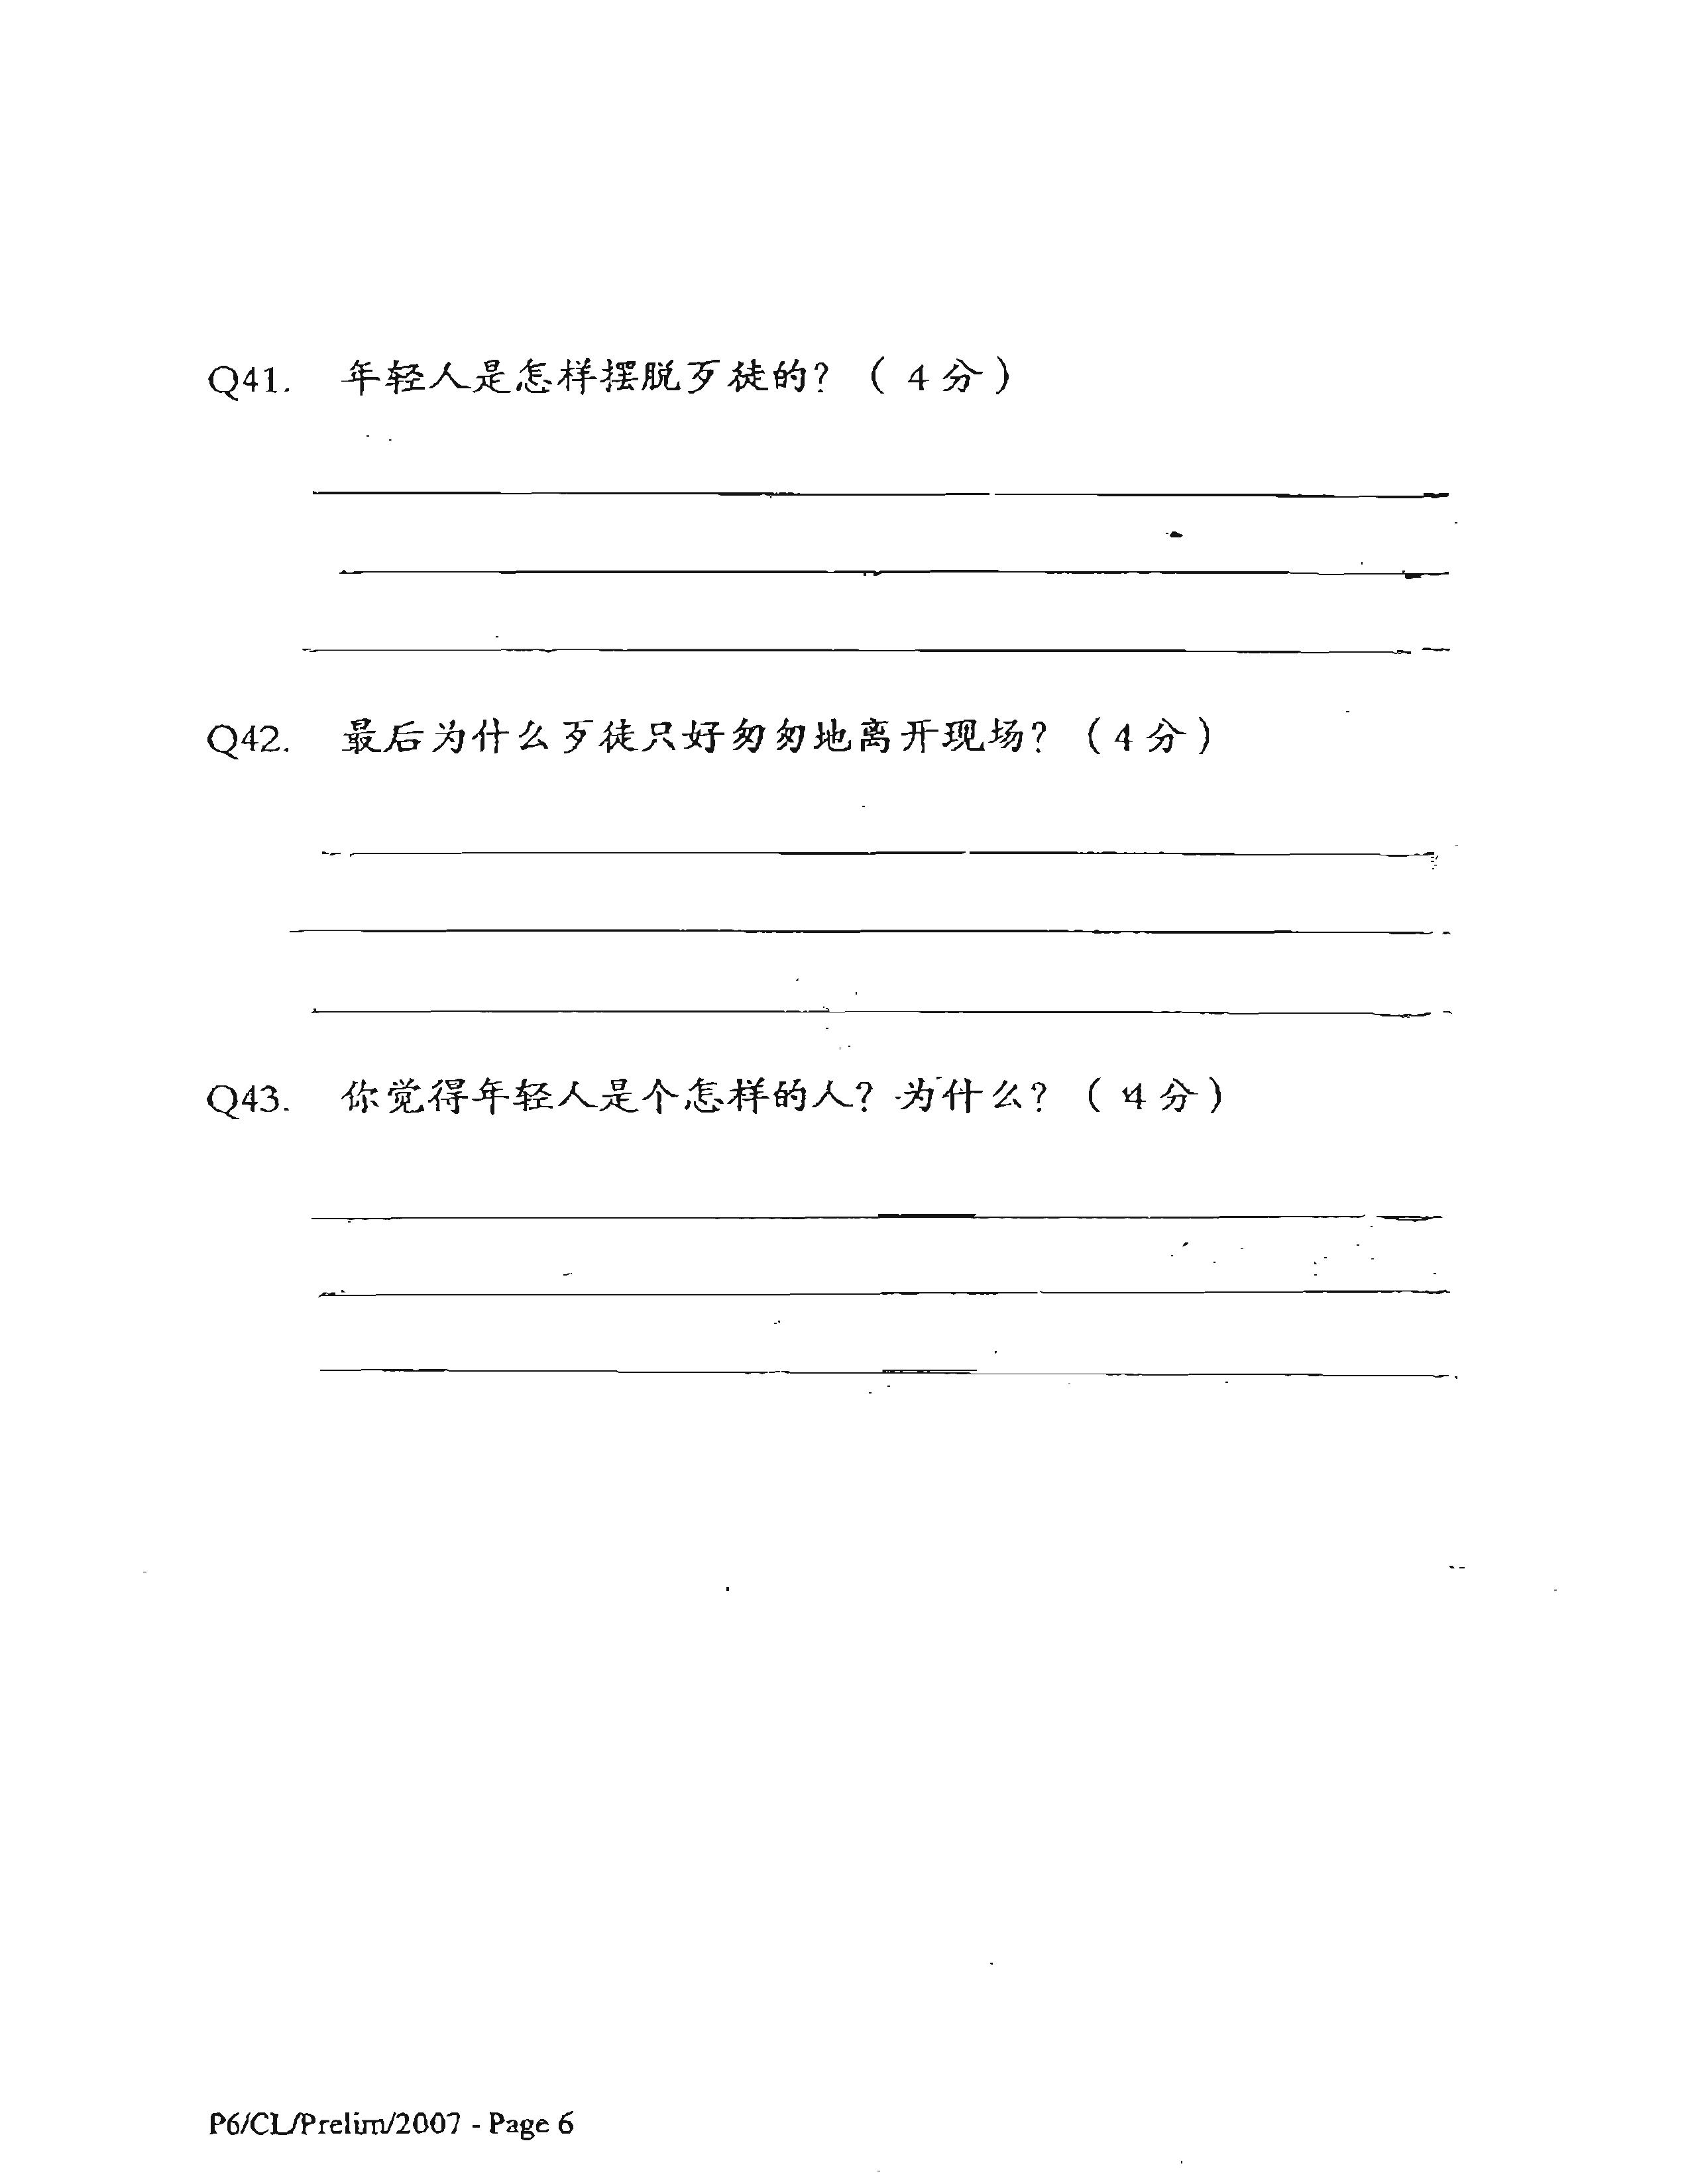 Q41. 年轻人是怎样摆脱歹徒的? ( 4 分 )
Q42. 最后为什么歹徒只好匆匆地离开现场? ( 4 分 )
Q43. 你觉得年轻人是个怎样的人? 为什么? ( 4 分 )
P6/CL/Prelim/2007 - Page 6